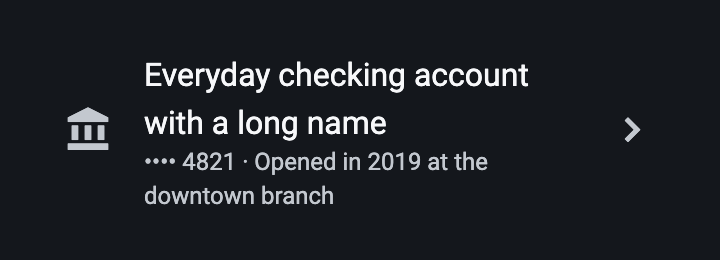 Everyday checking account
with a long name
•••• 4821 · Opened in 2019 at the
downtown branch